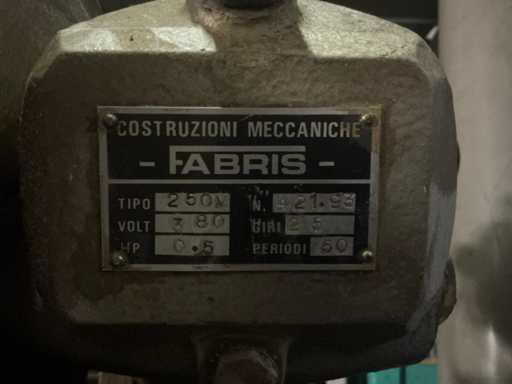 COSTRUZIONI MECCANICHE
- FABRIS -
TIPO 250M N. 421.93
VOLT 380 GIRI 25
HP 0.5 PERIODI 50